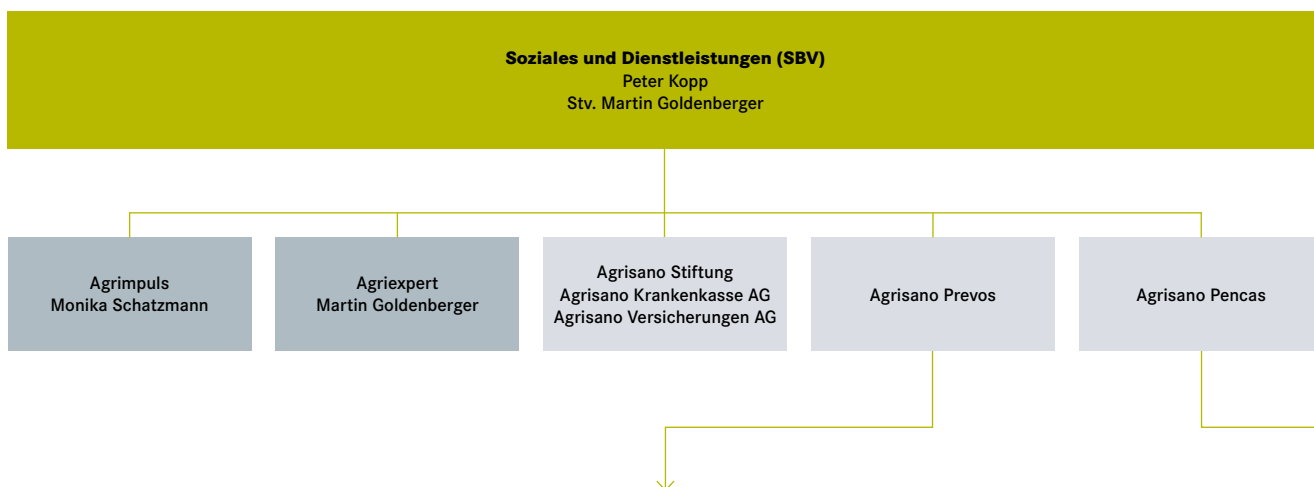 Soziales und Dienstleistungen (SBV)
Peter Kopp
Stv. Martin Goldenberger
Agrimpuls
Monika Schatzmann
Agriexpert
Martin Goldenberger
Agrisano Stiftung
Agrisano Krankenkasse AG
Agrisano Versicherungen AG
Agrisano Prevos
Agrisano Pencas